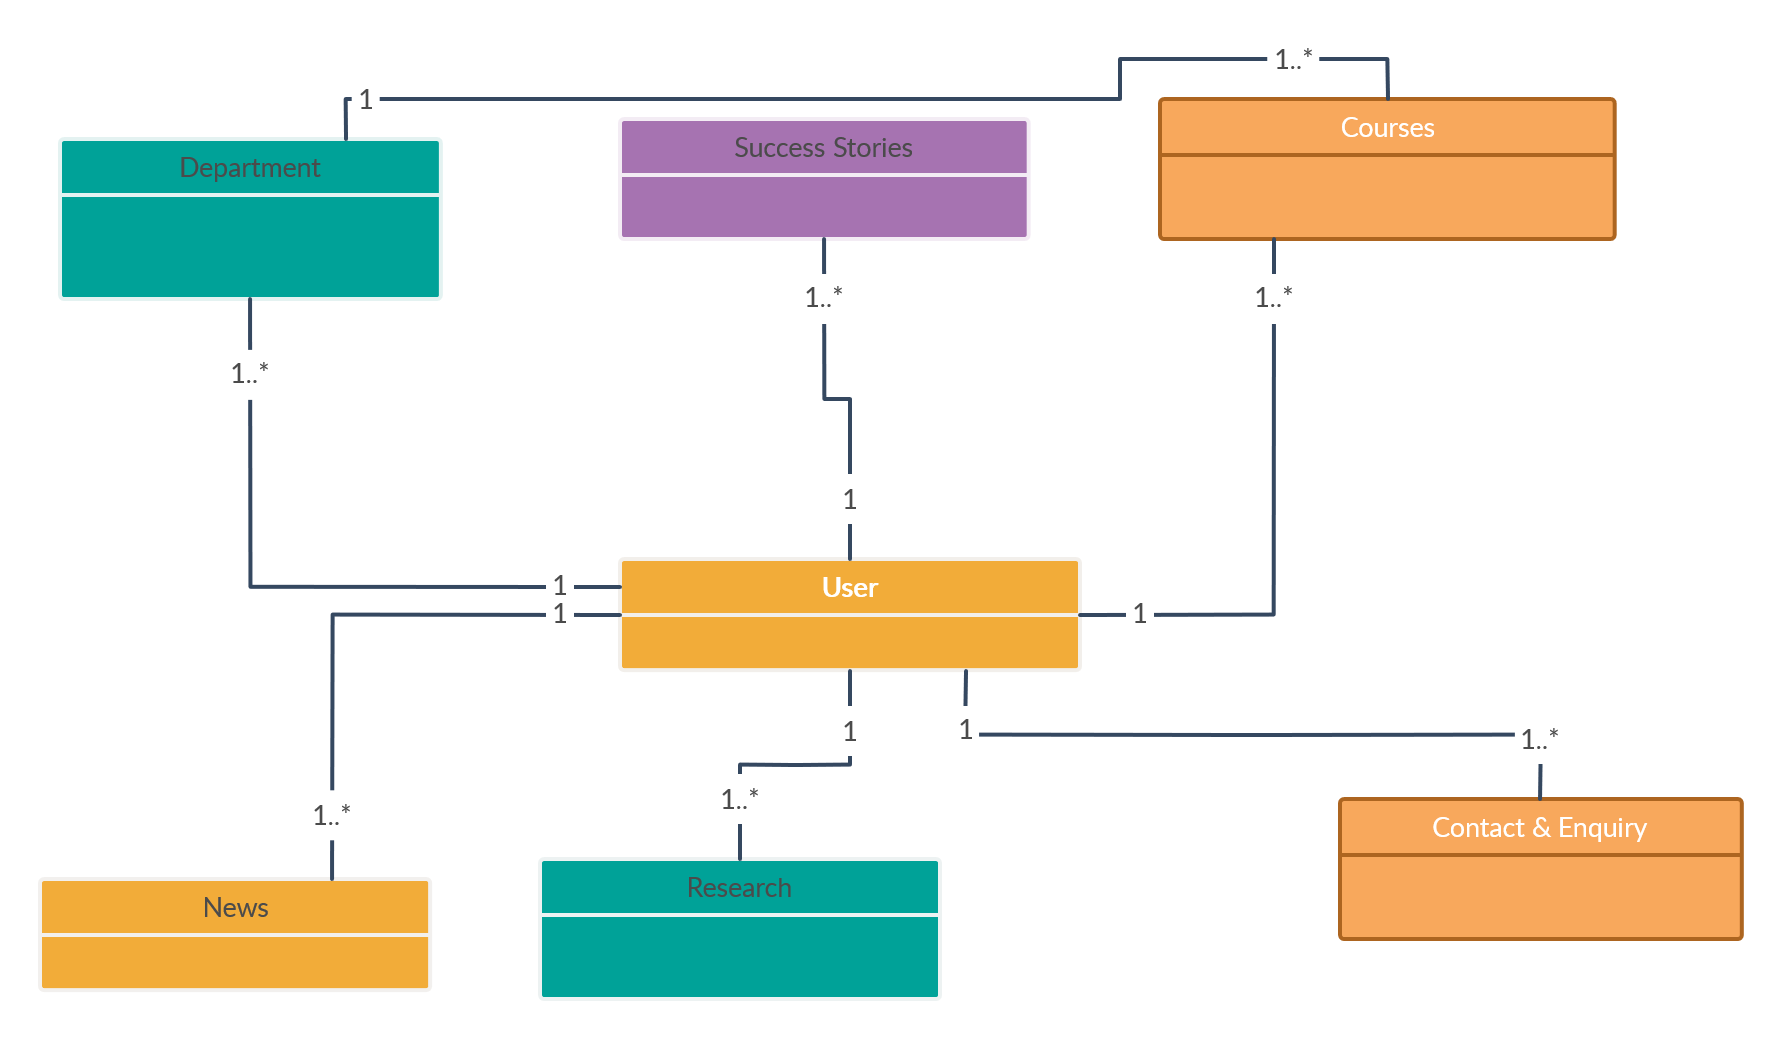 1..*
1
Courses
Success Stories
Department
1..*
1..*
1..*
1
1
User
1
1
1
1
1..*
1..*
1..*
Contact & Enquiry
Research
News